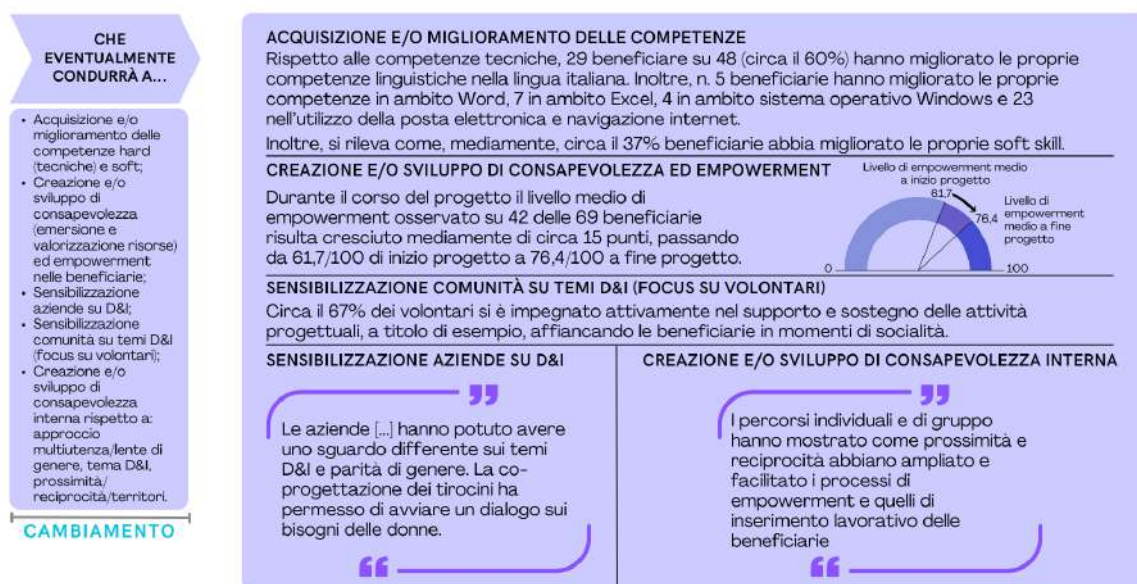 CHE
EVENTUALMENTE
CONDURRÀ A...
• Acquisizione e/o
miglioramento delle
competenze hard
(tecniche) e soft;
• Creazione e/o
sviluppo di
consapevolezza
(emersione e
valorizzazione risorse)
ed empowerment
nelle beneficiarie;
• Sensibilizzazione
aziende su D&I;
• Sensibilizzazione
comunità su temi D&I
(focus su volontari);
• Creazione e/o
sviluppo di
consapevolezza
interna rispetto a:
approccio
multiutenza/lente di
genere, tema D&I,
prossimità/
reciprocità/territori.
CAMBIAMENTO
ACQUISIZIONE E/O MIGLIORAMENTO DELLE COMPETENZE
Rispetto alle competenze tecniche, 29 beneficiare su 48 (circa il 60%) hanno migliorato le proprie
competenze linguistiche nella lingua italiana. Inoltre, n. 5 beneficiarie hanno migliorato le proprie
competenze in ambito Word, 7 in ambito Excel, 4 in ambito sistema operativo Windows e 23
nell'utilizzo della posta elettronica e navigazione internet.
Inoltre, si rileva come, mediamente, circa il 37% beneficiarie abbia migliorato le proprie soft skill.
CREAZIONE E/O SVILUPPO DI CONSAPEVOLEZZA ED EMPOWERMENT
Durante il corso del progetto il livello medio di
empowerment osservato su 42 delle 69 beneficiarie
risulta cresciuto mediamente di circa 15 punti, passando
da 61,7/100 di inizio progetto a 76,4/100 a fine progetto.
Livello di empowerment medio
a inizio progetto
61,7
76,4
Livello di
empowerment
medio a fine
progetto
0
100
SENSIBILIZZAZIONE COMUNITÀ SU TEMI D&I (FOCUS SU VOLONTARI)
Circa il 67% dei volontari si è impegnato attivamente nel supporto e sostegno delle attività
progettuali, a titolo di esempio, affiancando le beneficiarie in momenti di socialità.
SENSIBILIZZAZIONE AZIENDE SU D&I
Le aziende [...] hanno potuto avere
uno sguardo differente sui temi
D&I e parità di genere. La co-
progettazione dei tirocini ha
permesso di avviare un dialogo sui
bisogni delle donne.
CREAZIONE E/O SVILUPPO DI CONSAPEVOLEZZA INTERNA
I percorsi individuali e di gruppo
hanno mostrato come prossimità e
reciprocità abbiano ampliato e
facilitato i processi di
empowerment e quelli di
inserimento lavorativo delle
beneficiarie